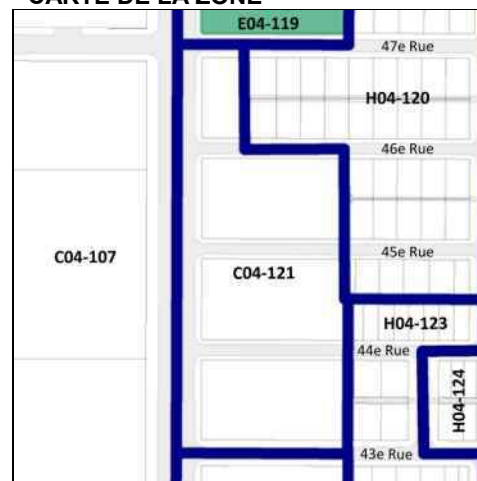 CARTE DE LA ZONE
E04-119
47e Rue
H04-120
46e Rue
45e Rue
C04-107
C04-121
H04-123
44e Rue
H04-124
43e Rue